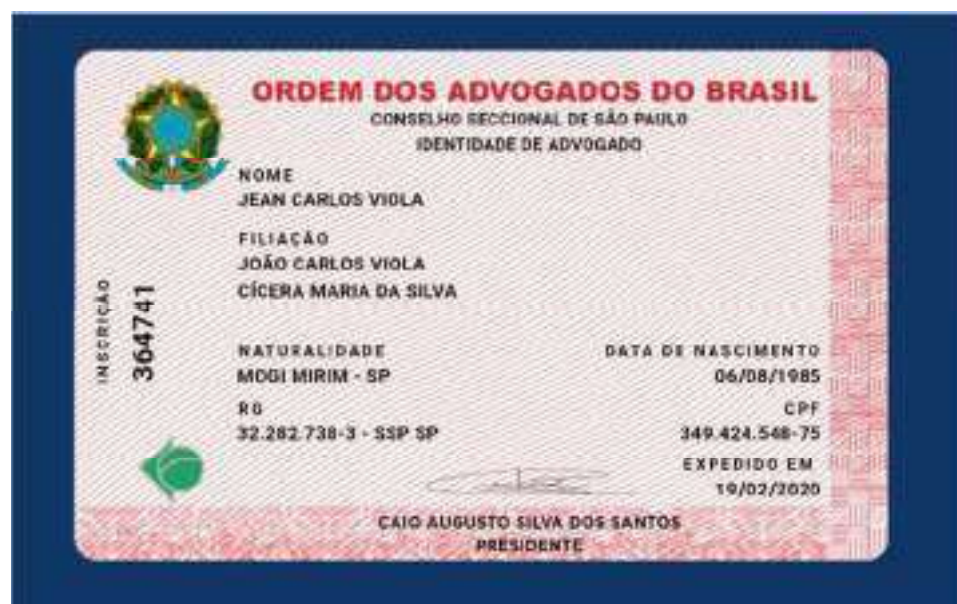 ORDEM DOS ADVOGADOS DO BRASIL
CONSELHO SECCIONAL DE SÃO PAULO
IDENTIDADE DE ADVOGADO
NOME
JEAN CARLOS VIOLA
FILIAÇÃO
JOÃO CARLOS VIOLA
CÍCERA MARIA DA SILVA
INSCRIÇÃO
364741
NATURALIDADE
MOGI MIRIM - SP
DATA DE NASCIMENTO
06/08/1985
RG
32.282.738-3 - SSP SP
CPF
349.424.548-75
EXPEDIDO EM
19/02/2020
CAIO AUGUSTO SILVA DOS SANTOS
PRESIDENTE